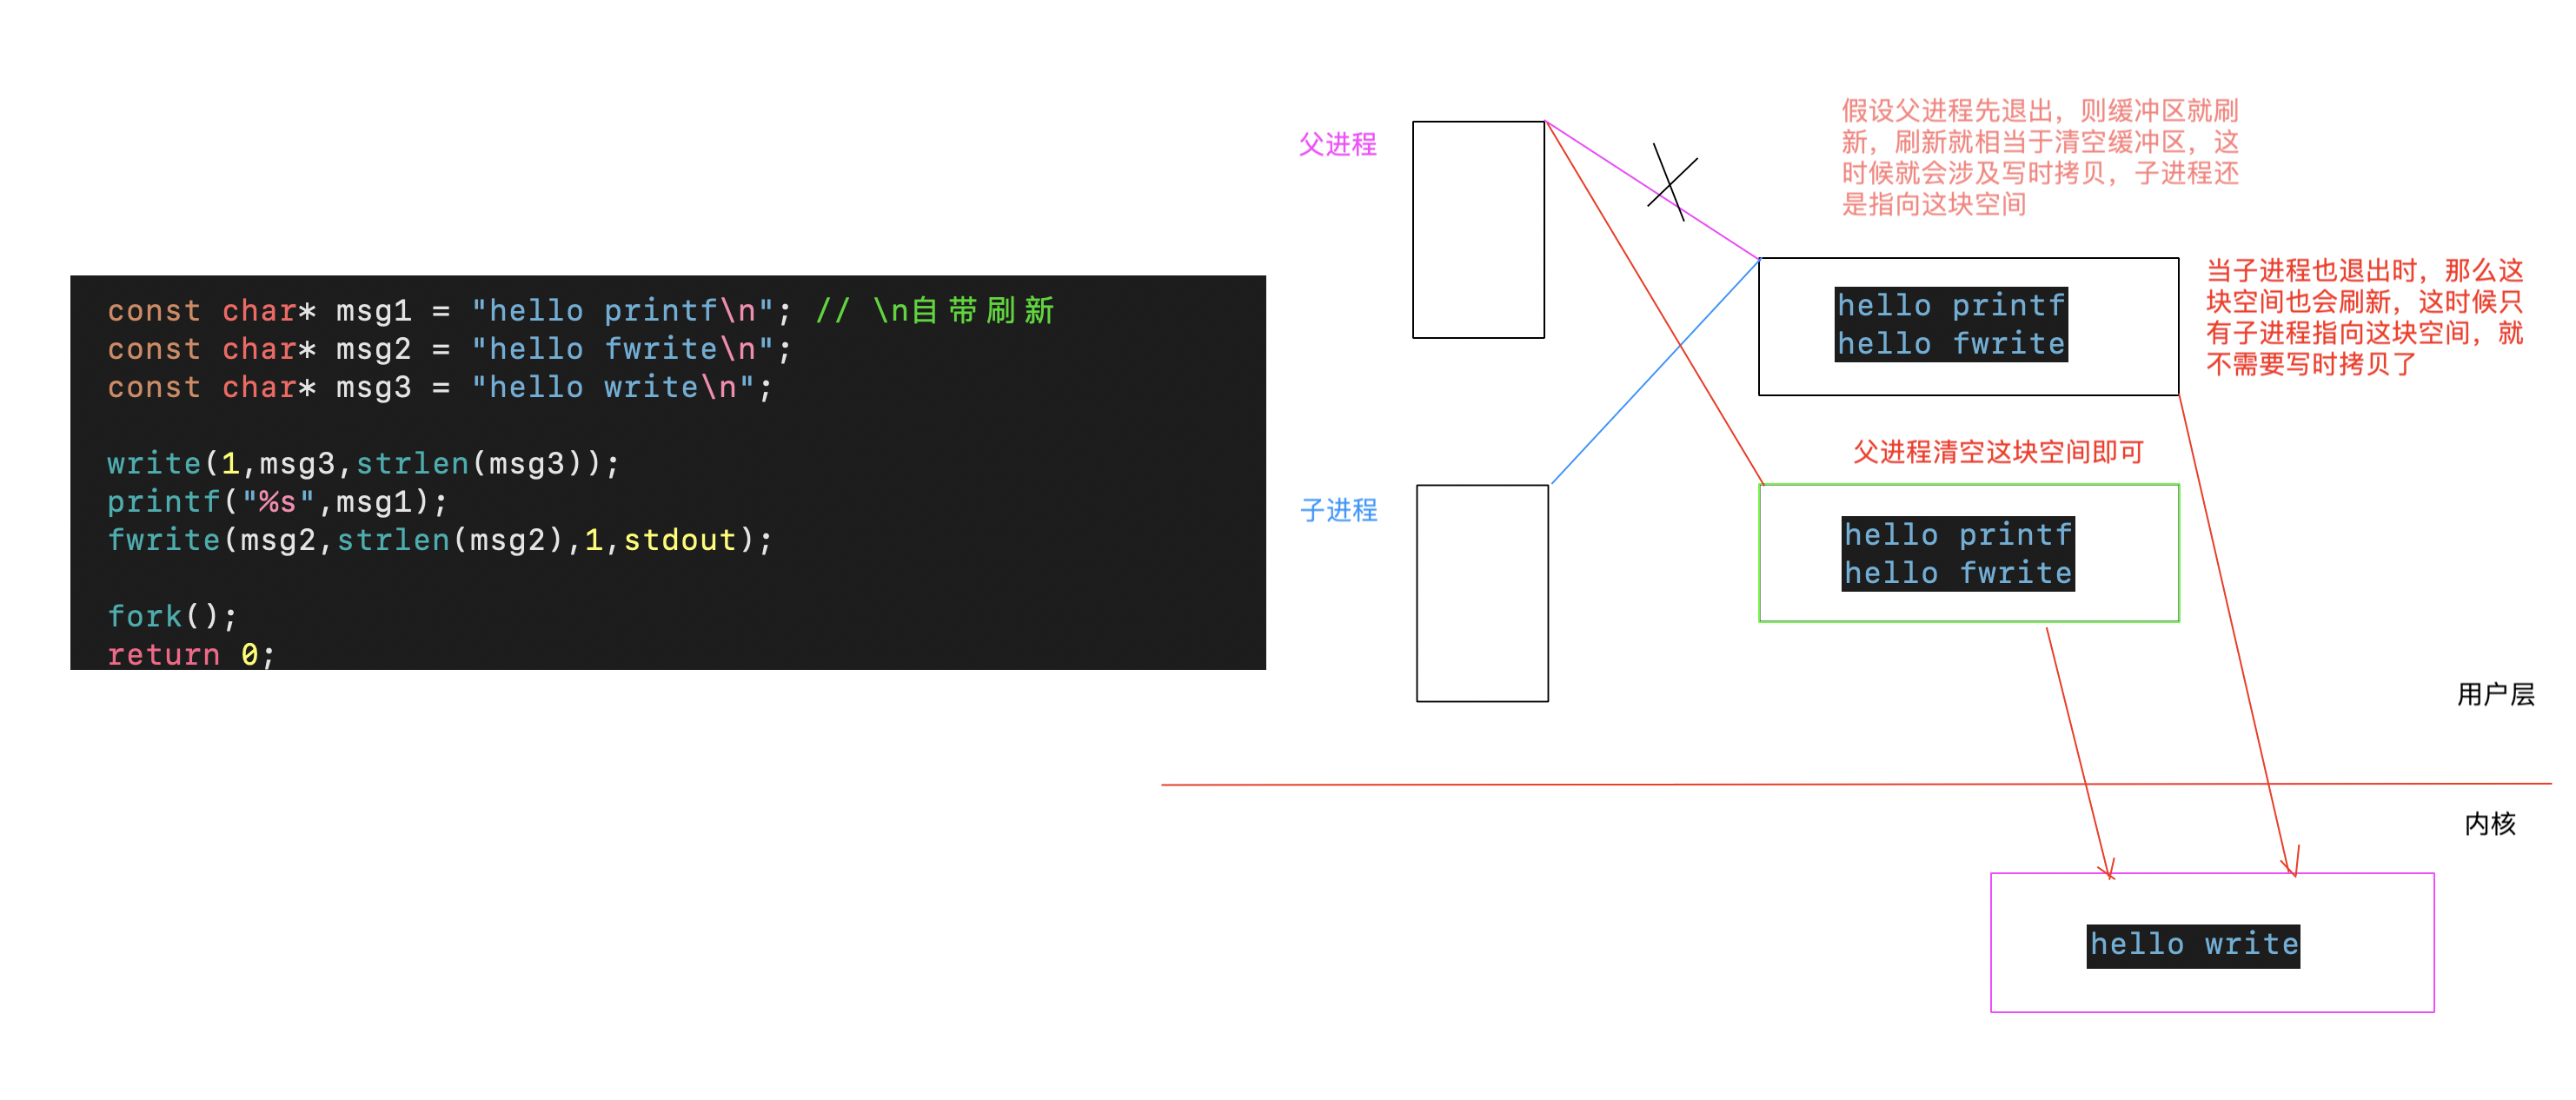 const char* msg1 = "hello printf\n"; // \n自带刷新
const char* msg2 = "hello fwrite\n";
const char* msg3 = "hello write\n";
write(1,msg3,strlen(msg3));
printf("%s",msg1);
fwrite(msg2,strlen(msg2),1,stdout);
fork();
return 0;
父进程
子进程
假设父进程先退出，则缓冲区就刷
新，刷新就相当于清空缓冲区，这
时候就会涉及写时拷贝，子进程还
是指向这块空间
hello printf
hello fwrite
当子进程也退出时，那么这
块空间也会刷新，这时候只
有子进程指向这块空间，就
不需要写时拷贝了
父进程清空这块空间即可
hello printf
hello fwrite
用户层
内核
hello write